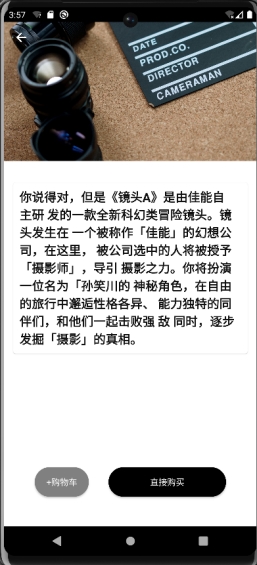 3:57
DATE
PROD.CO.
DIRECTOR
CAMERAMAN
你说得对，但是《镜头A》是由佳能自
主研 发的一款全新科幻类冒险镜头。镜
头发生在 一个被称作「佳能」的幻想公
司，在这里， 被公司选中的人将被授予
「摄影师」，导引 摄影之力。你将扮演
一位名为「孙笑川的 神秘角色，在自由
的旅行中邂逅性格各异、 能力独特的同
伴们，和他们一起击败强 敌 同时，逐步
发掘「摄影」的真相。
+购物车
直接购买